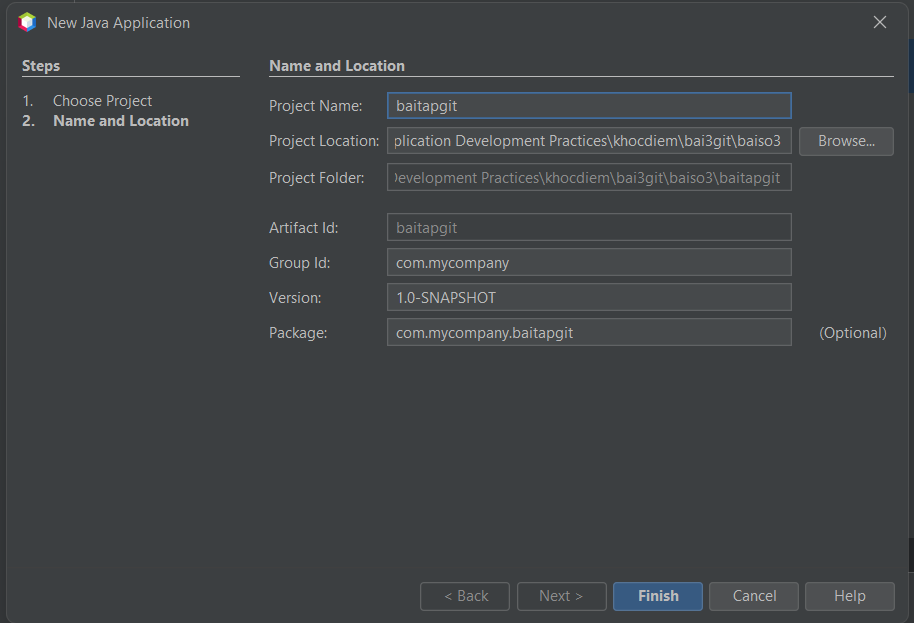 New Java Application
Steps
1. Choose Project
2. Name and Location
Name and Location
Project Name: baitapgit
Project Location: plication Development Practices\khocdiem\bai3git\baiso3 Browse...
Project Folder: Development Practices\khocdiem\bai3git\baiso3\baitapgit
Artifact Id: baitapgit
Group Id: com.mycompany
Version: 1.0-SNAPSHOT
Package: com.mycompany.baitapgit (Optional)
< Back Next > Finish Cancel Help